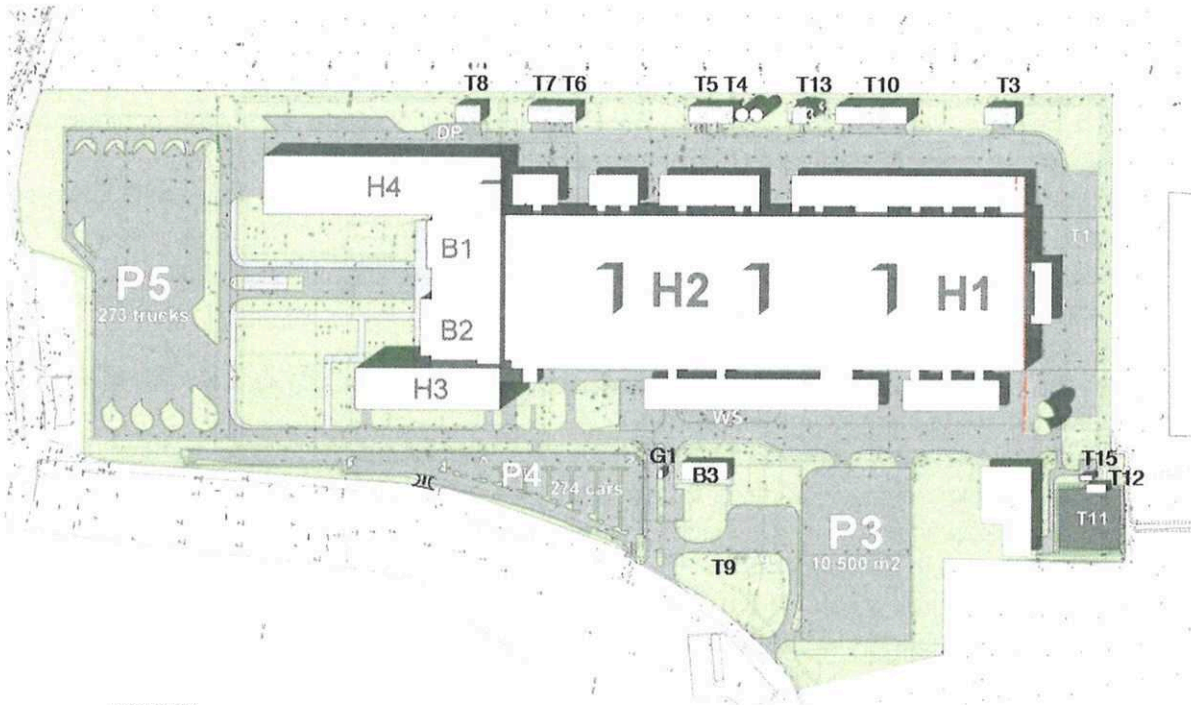 T8 T7 T6 T5 T4 T13 T10 T3
DP
H4
B1
T1
P5
273 trucks
H2
H1
B2
H3
WS
G1
B3
P4
274 cars
T15
T12
T11
P3
10.500 m2
T9